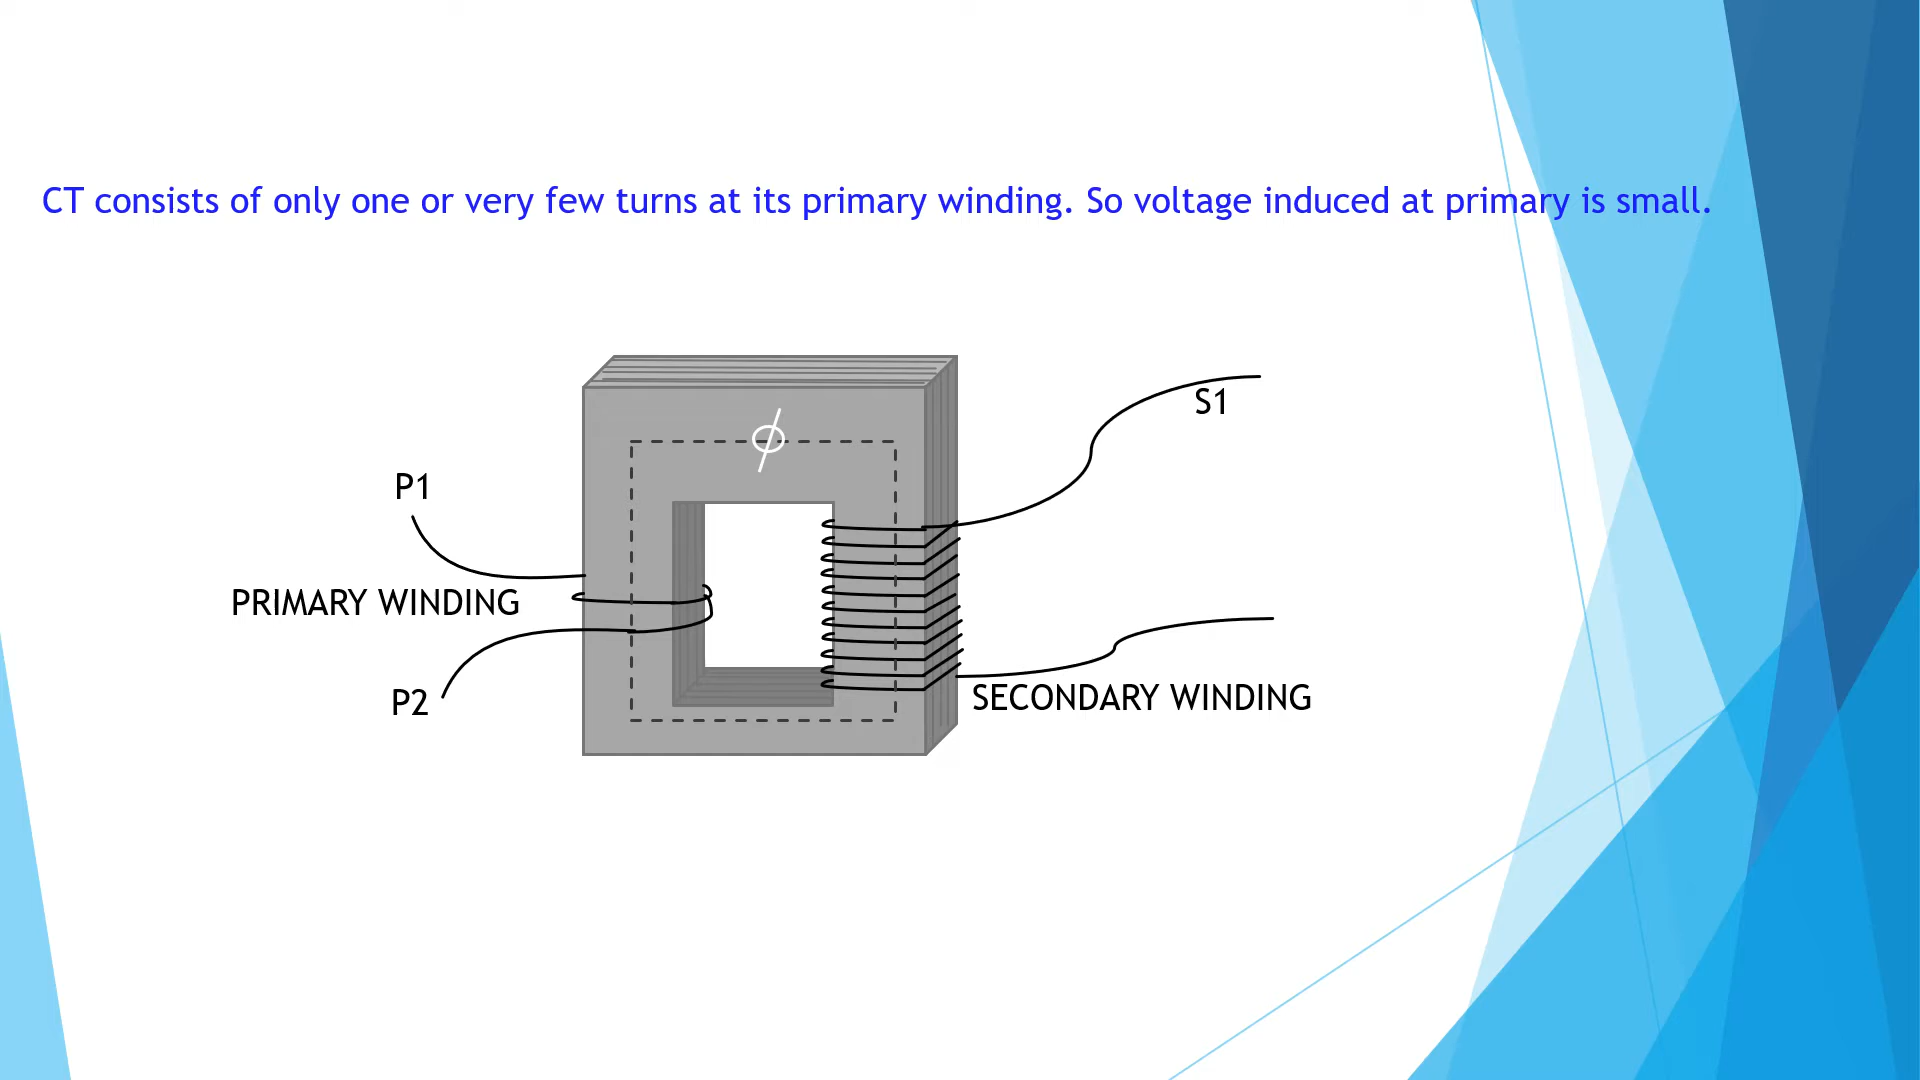 CT consists of only one or very few turns at its primary winding. So voltage induced at primary is small.
ϕ
S1
P1
PRIMARY WINDING
P2
SECONDARY WINDING